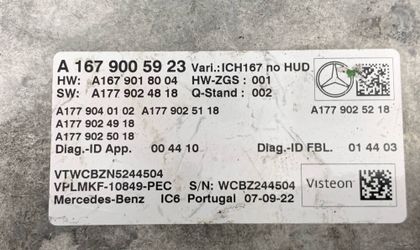 A 167 900 59 23 Vari.: ICH167 no HUD
HW: A167 901 80 04 HW-ZGS : 001
SW: A177 902 48 18 Q-Stand : 002
A177 904 01 02 A177 902 51 18 A177 902 52 18
A177 902 49 18
A177 902 50 18
Diag.-ID App. 00 44 10 Diag.-ID FBL. 01 44 03
VTWCBZN5244504
VPLMKF-10849-PEC S/N: WCBZ244504 Visteon
Mercedes-Benz IC6 Portugal 07-09-22